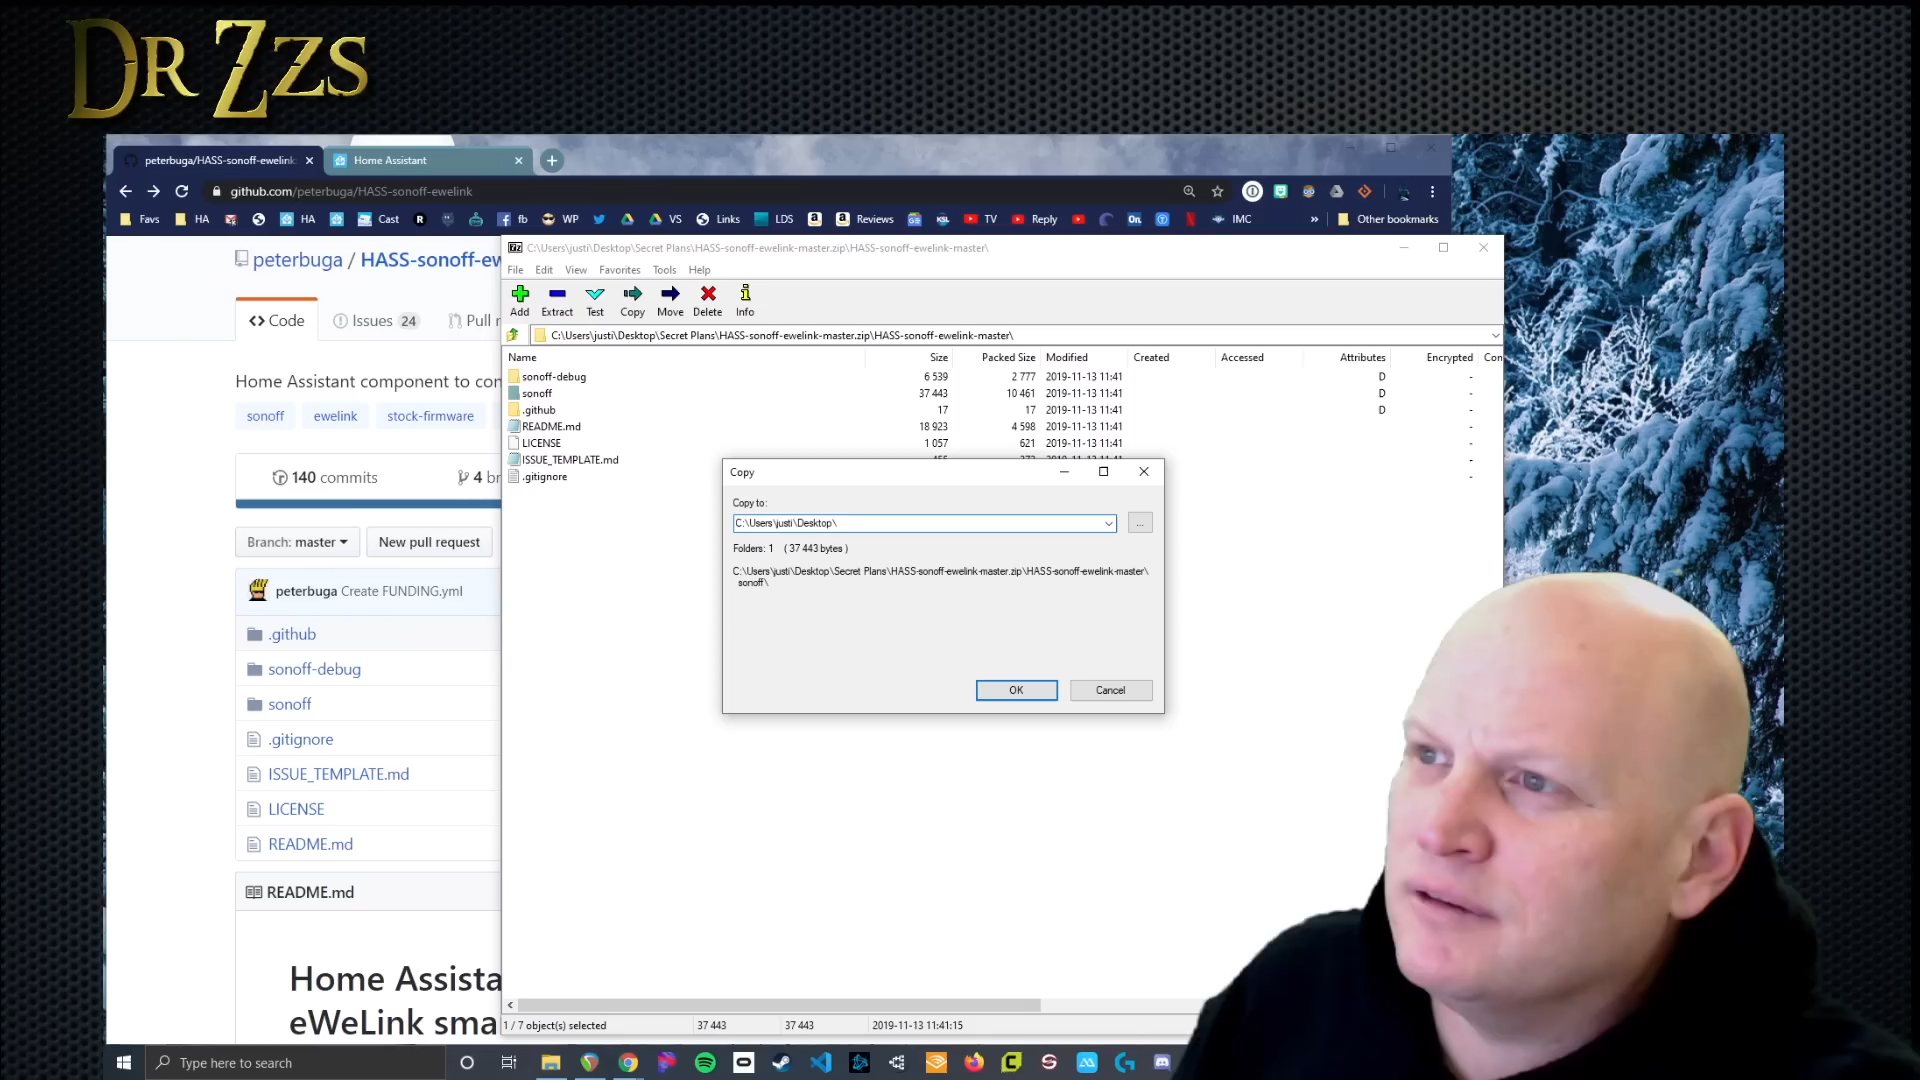 DR ZZS
peterbuga/HASS-sonoff-ewelink
Home Assistant
github.com/peterbuga/HASS-sonoff-ewelink
Favs
HA
HA
Cast
R
fb
WP
VS
Links
LDS
Reviews
KSL
TV
Reply
On.
IMC
»
Other bookmarks
peterbuga / HASS-sonoff-ew
Code
Issues 24
Pull r
Home Assistant component to con
sonoff
ewelink
stock-firmware
140 commits
4 br
Branch: master
New pull request
peterbuga Create FUNDING.yml
.github
sonoff-debug
sonoff
.gitignore
ISSUE_TEMPLATE.md
LICENSE
README.md
README.md
Home Assista
eWeLink sma
C:\Users\justi\Desktop\Secret Plans\HASS-sonoff-ewelink-master.zip\HASS-sonoff-ewelink-master\
File Edit View Favorites Tools Help
Add Extract Test Copy Move Delete Info
C:\Users\justi\Desktop\Secret Plans\HASS-sonoff-ewelink-master.zip\HASS-sonoff-ewelink-master\
Name Size Packed Size Modified Created Accessed Attributes Encrypted Con
sonoff-debug 6 539 2 777 2019-11-13 11:41 D -
sonoff 37 443 10 461 2019-11-13 11:41 D -
.github 17 17 2019-11-13 11:41 D -
README.md 18 923 4 598 2019-11-13 11:41 -
LICENSE 1 057 621 2019-11-13 11:41 -
ISSUE_TEMPLATE.md -
.gitignore -
Copy
Copy to:
C:\Users\justi\Desktop\
...
Folders: 1 ( 37 443 bytes )
C:\Users\justi\Desktop\Secret Plans\HASS-sonoff-ewelink-master.zip\HASS-sonoff-ewelink-master\
sonoff\
OK
Cancel
1 / 7 object(s) selected 37 443 37 443 2019-11-13 11:41:15
Type here to search